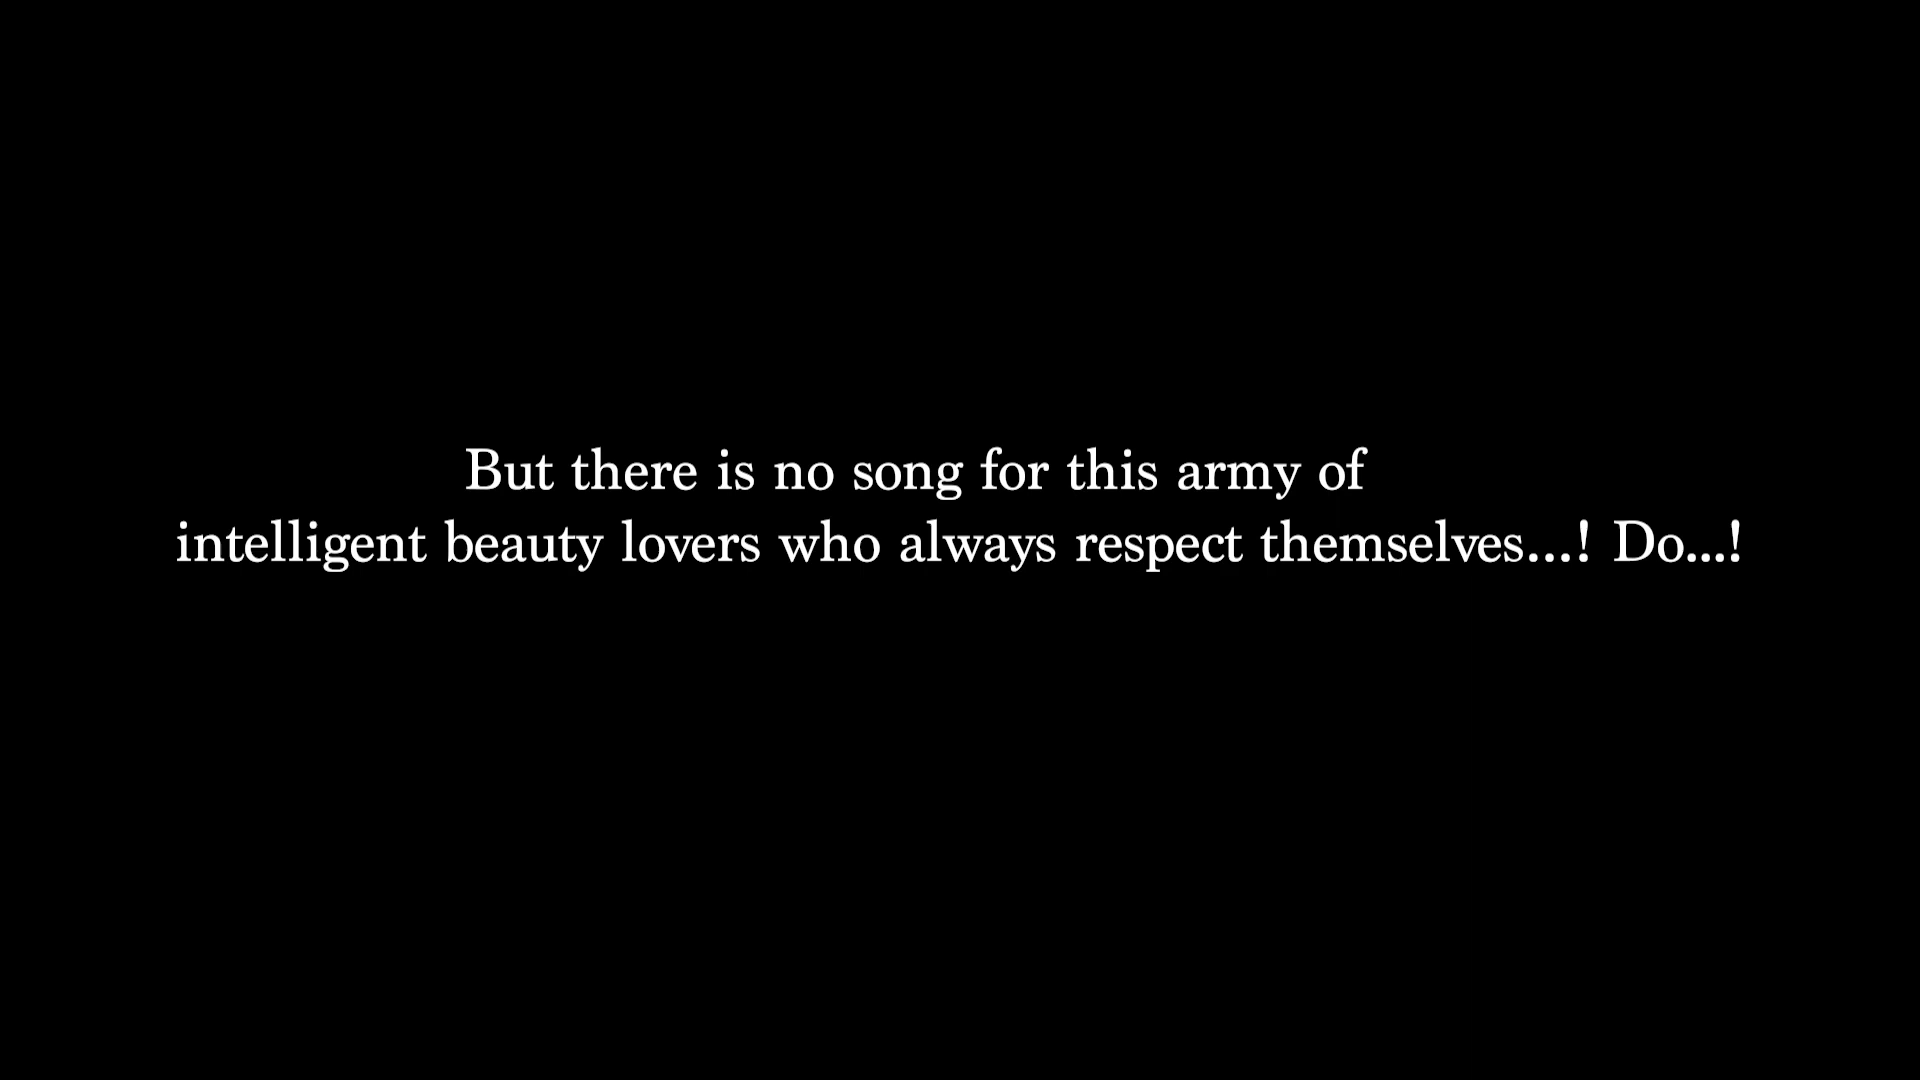 But there is no song for this army of
intelligent beauty lovers who always respect themselves...! Do...!